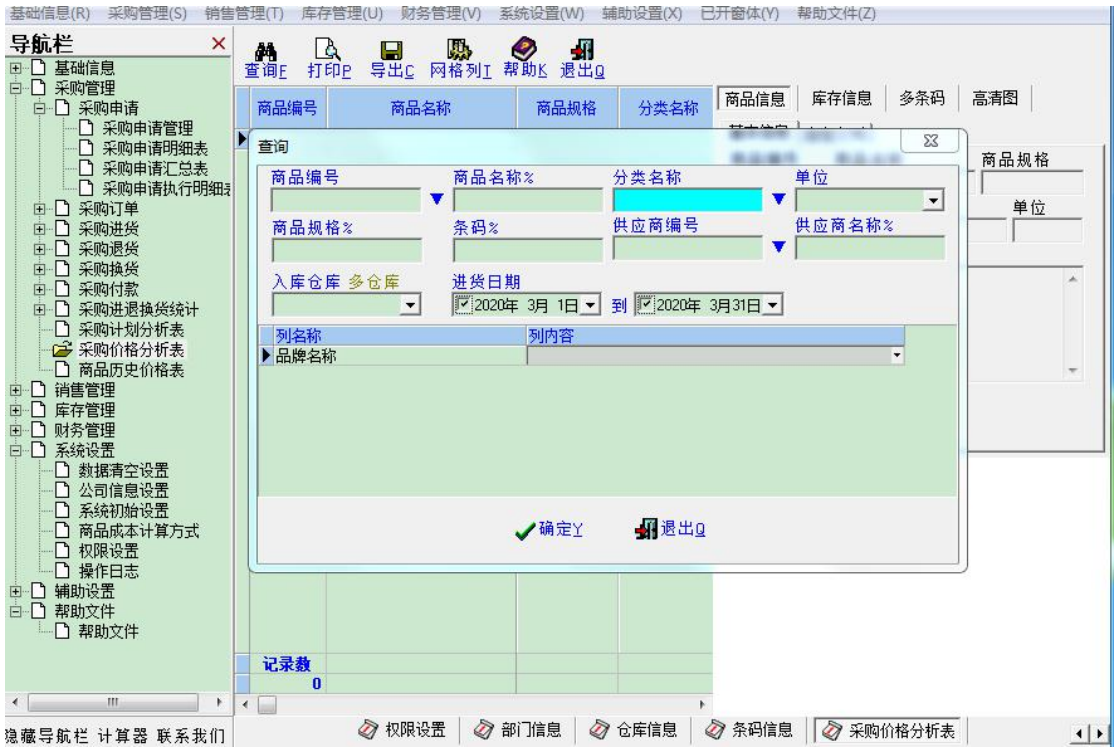 基础信息(R) 采购管理(S) 销售管理(T) 库存管理(U) 财务管理(V) 系统设置(W) 辅助设置(X) 已开窗体(Y) 帮助文件(Z)
导航栏
基础信息
采购管理
采购申请
采购申请管理
采购申请明细表
采购申请汇总表
采购申请执行明细
采购订单
采购进货
采购退货
采购换货
采购付款
采购进退换货统计
采购计划分析表
采购价格分析表
商品历史价格表
销售管理
库存管理
财务管理
系统设置
数据清空设置
公司信息设置
系统初始设置
商品成本计算方式
权限设置
操作日志
辅助设置
帮助文件
帮助文件
隐藏导航栏 计算器 联系我们
查询F 打印P 导出C 网格列I 帮助K 退出Q
商品编号 商品名称 商品规格 分类名称
商品信息 库存信息 多条码 高清图
商品规格
单位
查询
商品编号 商品名称% 分类名称 单位
商品规格% 条码% 供应商编号 供应商名称%
入库仓库 多仓库 进货日期
2020年 3月 1日 到 2020年 3月31日
列名称 列内容
品牌名称
确定Y 退出Q
记录数
0
权限设置 部门信息 仓库信息 条码信息 采购价格分析表